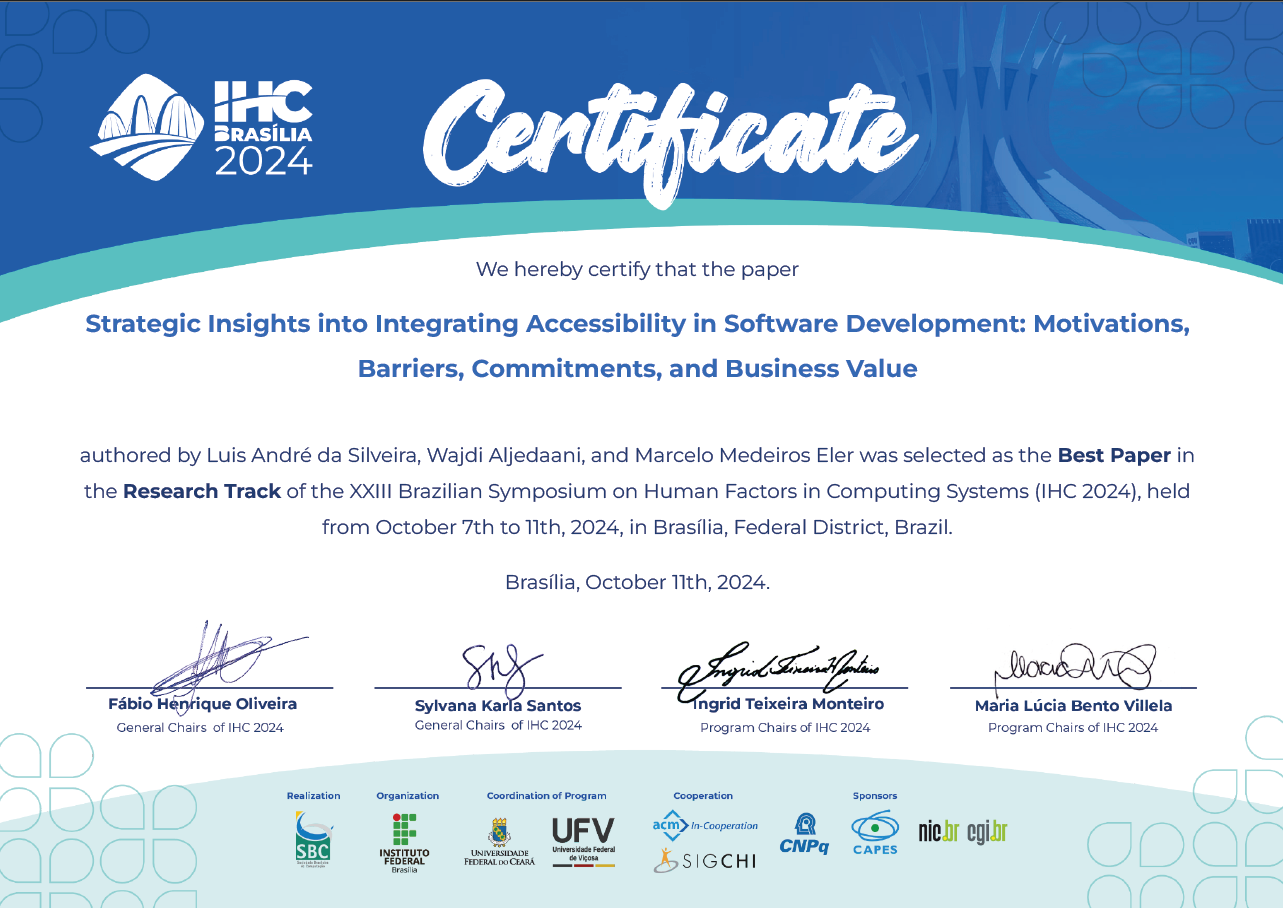 IHC
BRASÍLIA
2024
Certificate
We hereby certify that the paper
Strategic Insights into Integrating Accessibility in Software Development: Motivations,
Barriers, Commitments, and Business Value
authored by Luis André da Silveira, Wajdi Aljedaani, and Marcelo Medeiros Eler was selected as the Best Paper in
the Research Track of the XXIII Brazilian Symposium on Human Factors in Computing Systems (IHC 2024), held
from October 7th to 11th, 2024, in Brasília, Federal District, Brazil.
Brasília, October 11th, 2024.
Ingrid Teixeira Monteiro
Fábio Henrique Oliveira
General Chairs of IHC 2024
Sylvana Karla Santos
General Chairs of IHC 2024
Ingrid Teixeira Monteiro
Program Chairs of IHC 2024
Maria Lúcia Bento Villela
Program Chairs of IHC 2024
Realization
SBC
Organization
INSTITUTO
FEDERAL
Brasília
Coordination of Program
UNIVERSIDADE
FEDERAL DO CEARÁ
UFV
Universidade Federal
de Viçosa
Cooperation
acm In-Cooperation
SIGCHI
Sponsors
CNPq
CAPES
nic.br cgi.br